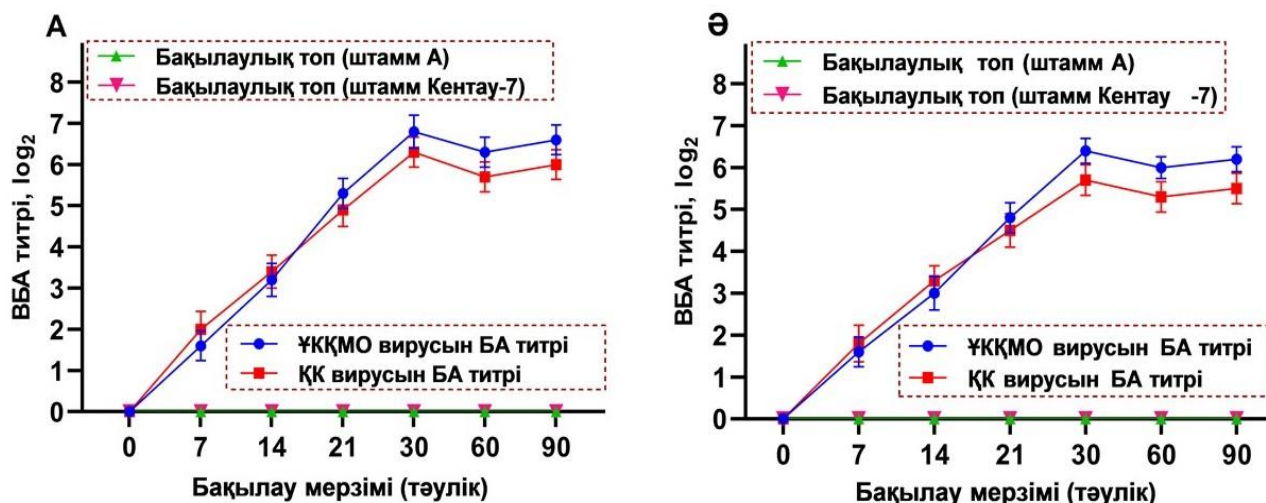 А
Бақылаулық топ (штамм А)
Бақылаулық топ (штамм Кентау-7)
ВБА титрі, log2
8
7
6
5
4
3
2
1
0
ҰКҚМО вирусын БА титрі
ҚК вирусын БА титрі
0 7 14 21 30 60 90
Бақылау мерзімі (тәулік)
Ә
Бақылаулық топ (штамм А)
Бақылаулық топ (штамм Кентау -7)
ВБА титрі, log2
8
7
6
5
4
3
2
1
0
ҰКҚМО вирусын БА титрі
ҚК вирусын БА титрі
0 7 14 21 30 60 90
Бақылау мерзімі (тәулік)